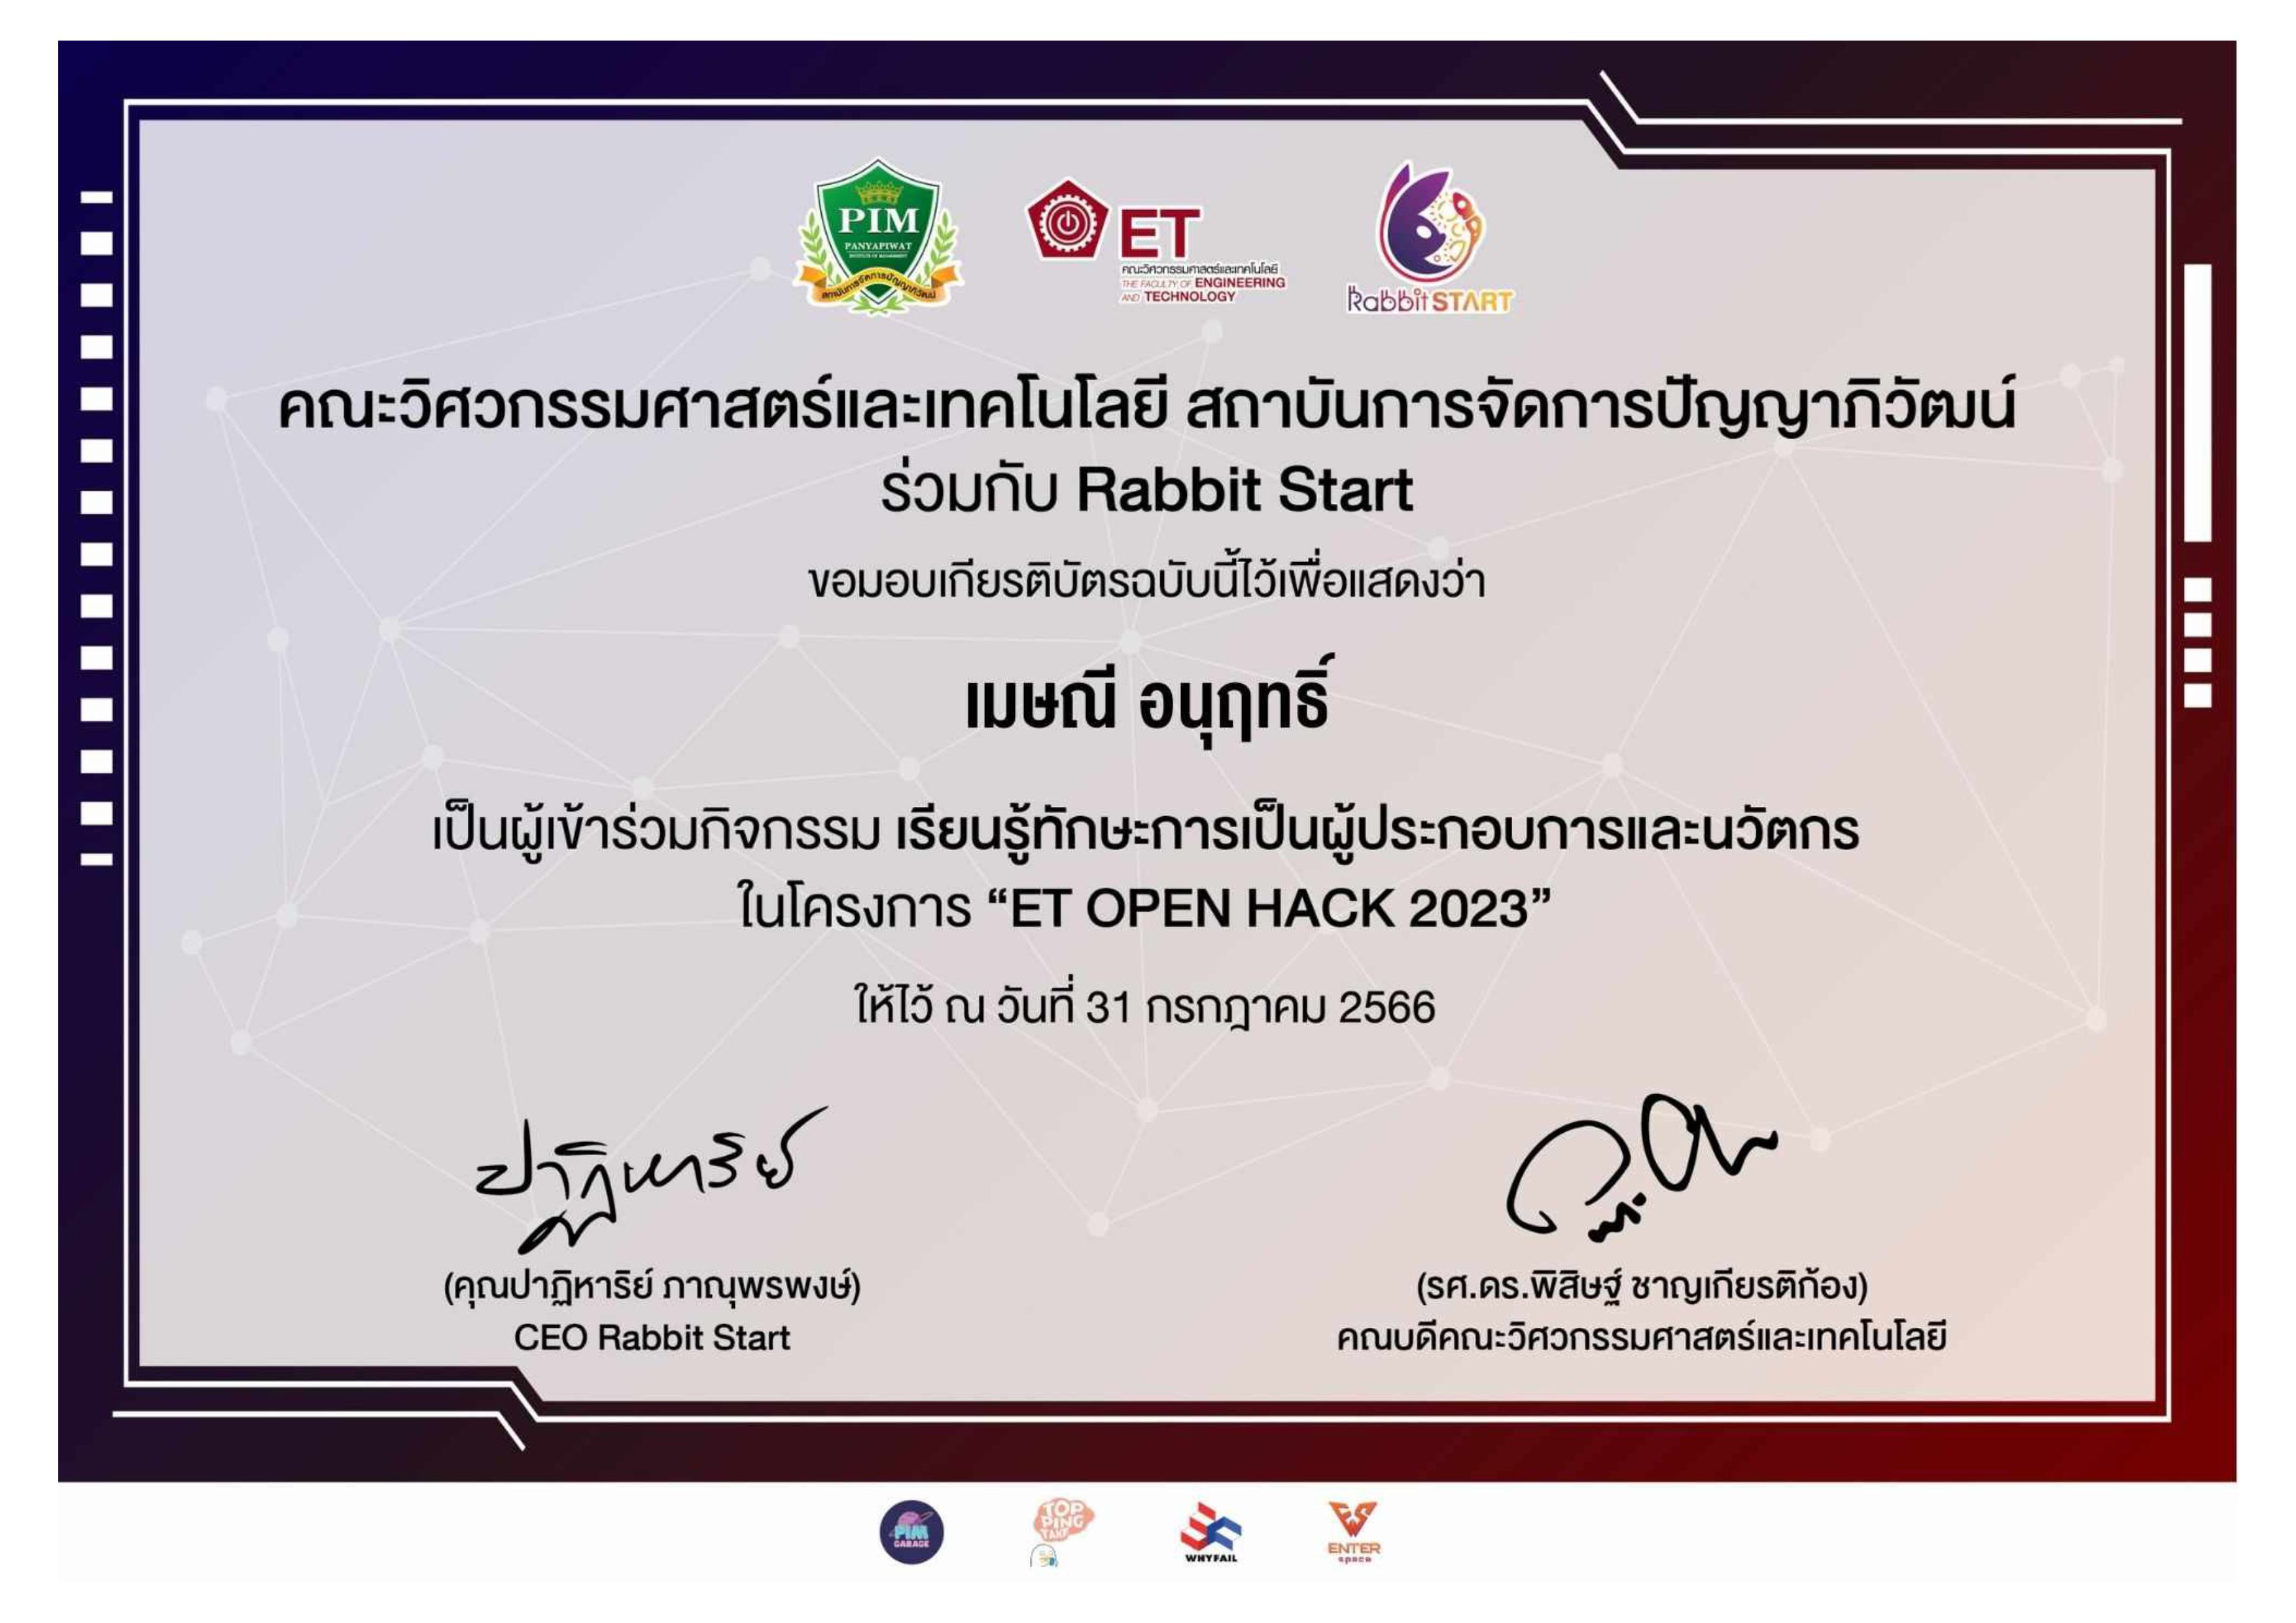 PIM
PANYAPIWAT
INSTITUTE OF MANAGEMENT
สถาบันการจัดการปัญญาภิวัฒน์
ET
คณะวิศวกรรมศาสตร์และเทคโนโลยี
THE FACULTY OF ENGINEERING
AND TECHNOLOGY
Rabbit START
คณะวิศวกรรมศาสตร์และเทคโนโลยี สถาบันการจัดการปัญญาภิวัฒน์
ร่วมกับ Rabbit Start
ขอมอบเกียรติบัตรฉบับนี้ไว้เพื่อแสดงว่า
เมษณี อนุฤทธิ์
เป็นผู้เข้าร่วมกิจกรรม เรียนรู้ทักษะการเป็นผู้ประกอบการและนวัตกร
ในโครงการ “ET OPEN HACK 2023”
ให้ไว้ ณ วันที่ 31 กรกฎาคม 2566
ปาฏิหาริย์
(คุณปาฏิหาริย์ ภาณุพรพงษ์)
CEO Rabbit Start
(รศ.ดร.พิสิษฐ์ ชาญเกียรติก้อง)
คณบดีคณะวิศวกรรมศาสตร์และเทคโนโลยี
PIM
GARAGE
TOP
PING
TAKE
WHYFAIL
ENTER
space